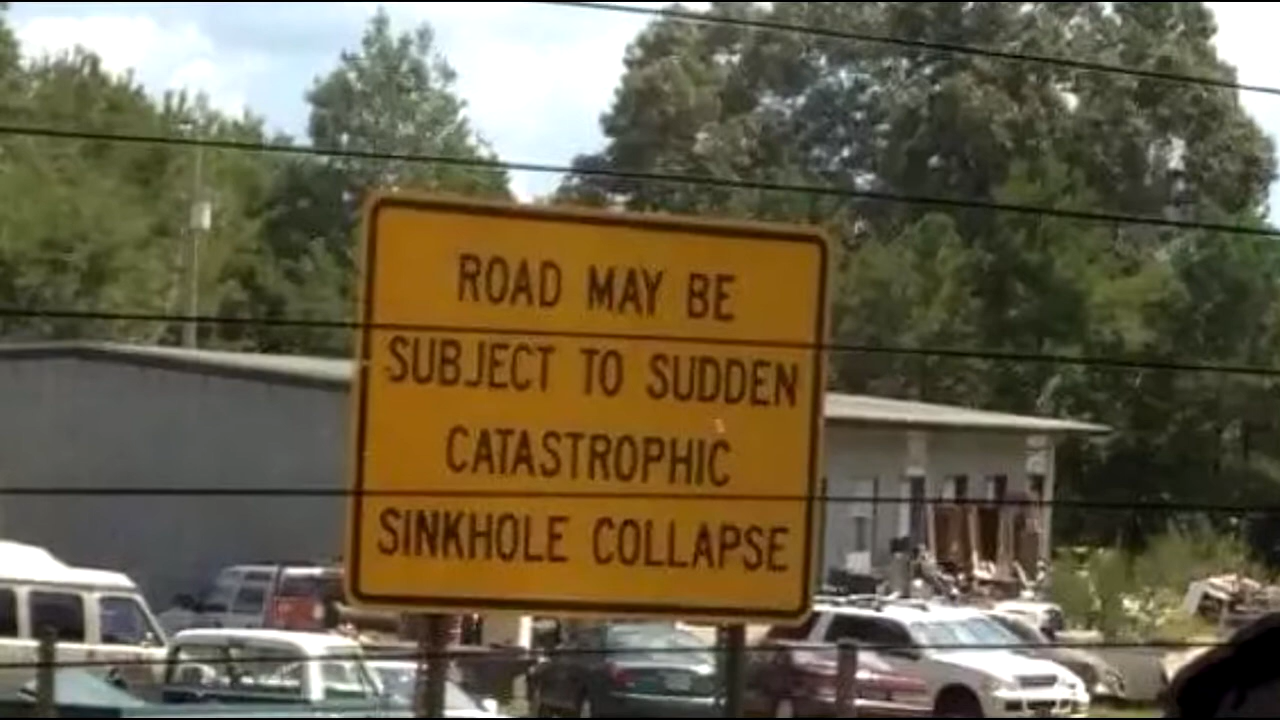 ROAD MAY BE
SUBJECT TO SUDDEN
CATASTROPHIC
SINKHOLE COLLAPSE